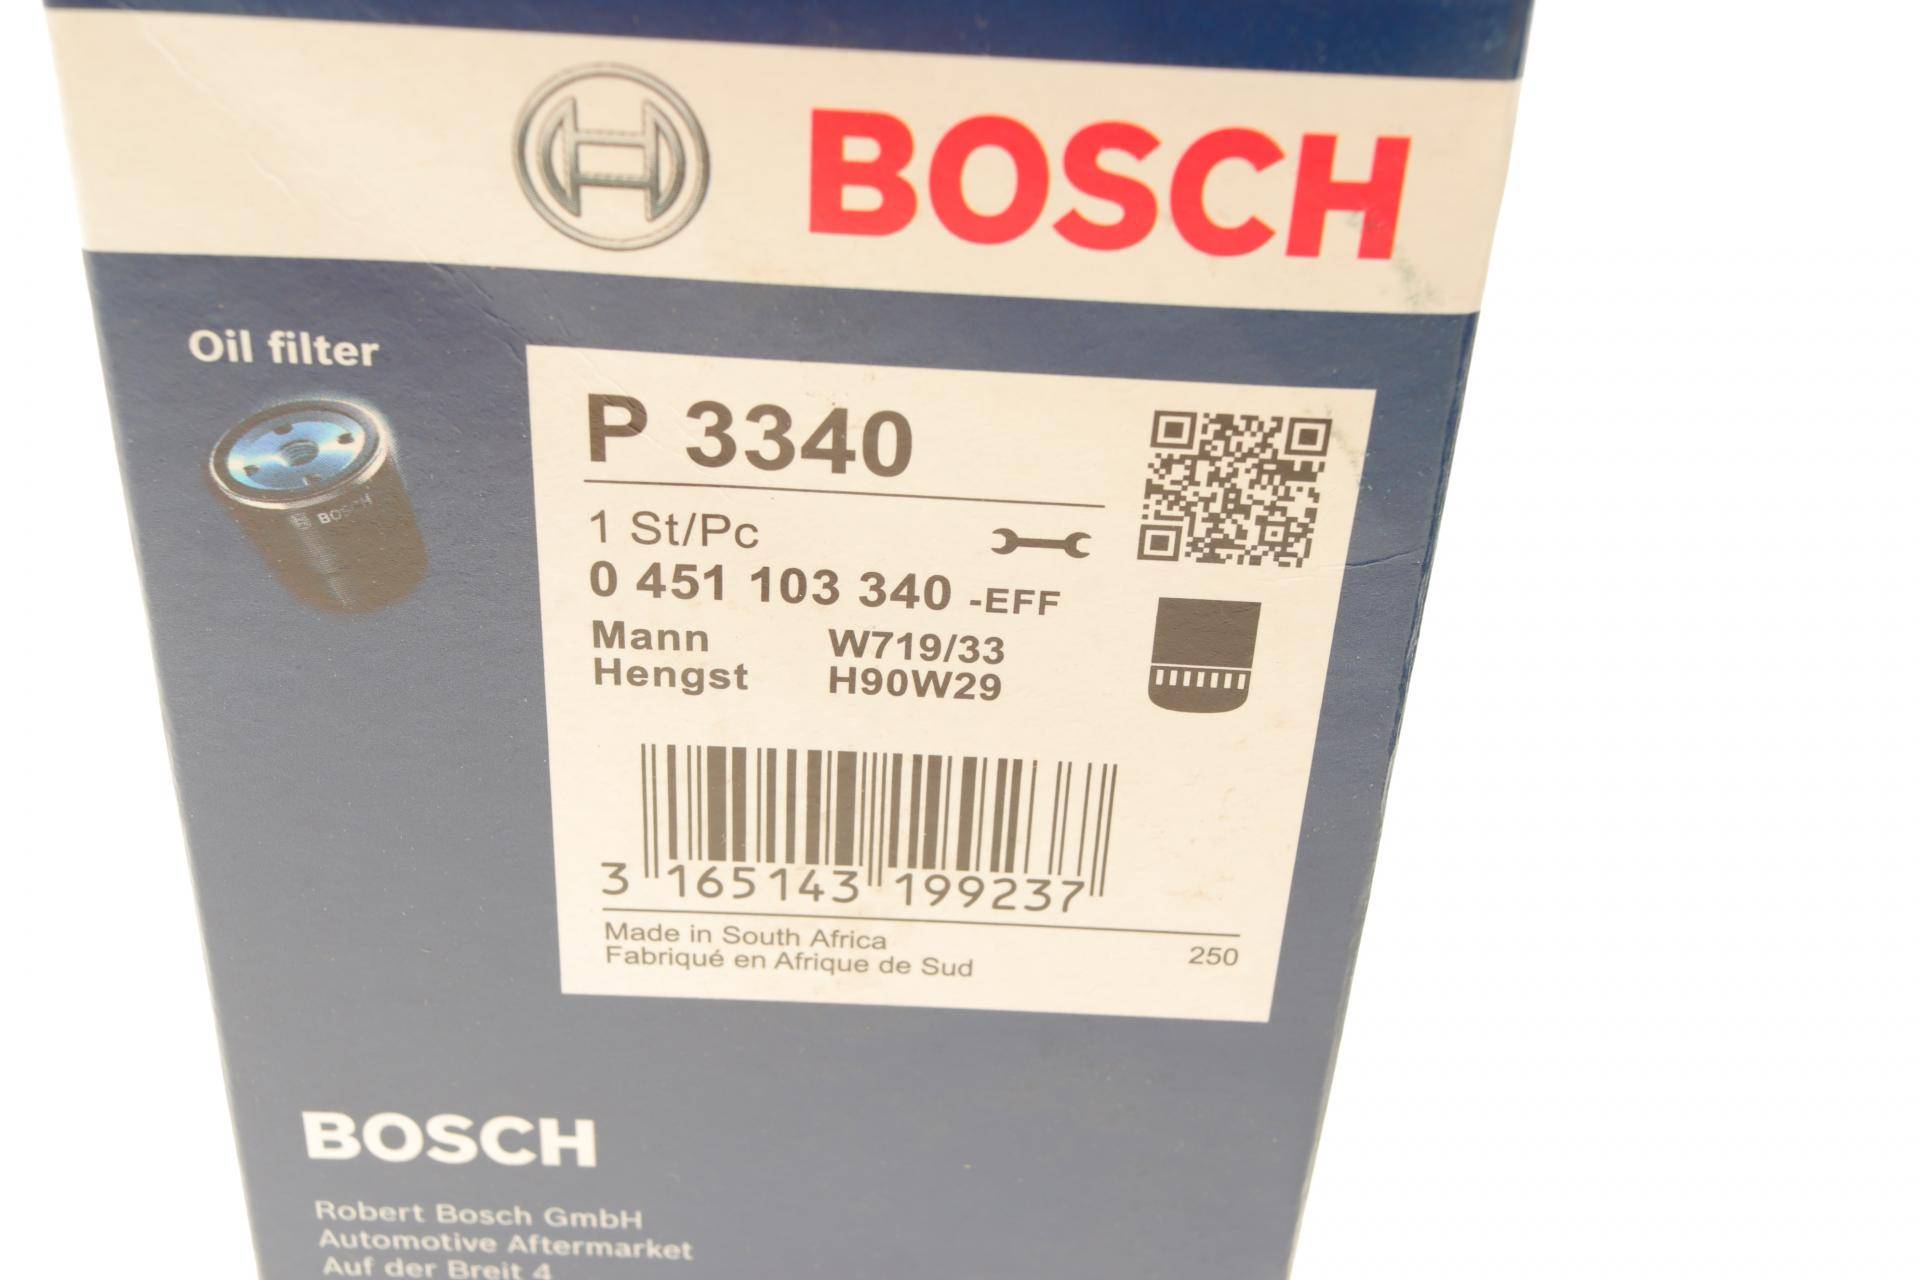 BOSCH
Oil filter
BOSCH
P 3340
1 St/Pc
0 451 103 340 -EFF
Mann W719/33
Hengst H90W29
3 165143 199237
Made in South Africa
Fabriqué en Afrique de Sud
250
BOSCH
Robert Bosch GmbH
Automotive Aftermarket
Auf der Breit 4